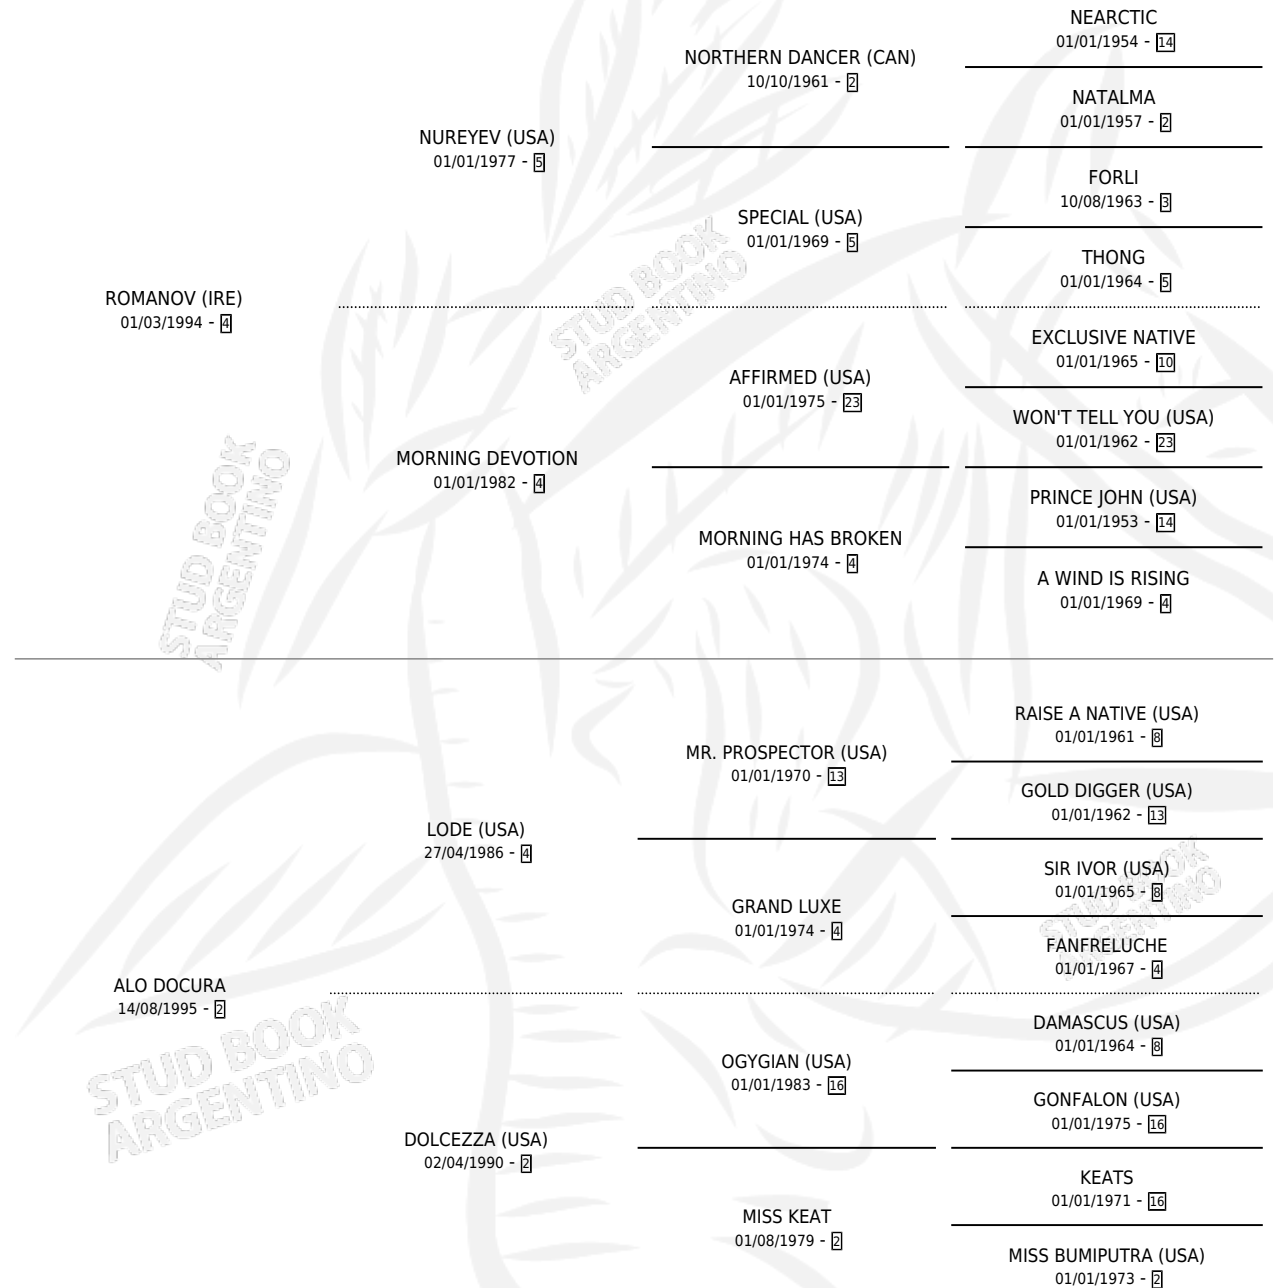 NEARCTIC
01/01/1954 - 14
NORTHERN DANCER (CAN)
10/10/1961 - 2
NATALMA
01/01/1957 - 2
NUREYEV (USA)
01/01/1977 - 5
FORLI
10/08/1963 - 3
SPECIAL (USA)
01/01/1969 - 5
THONG
01/01/1964 - 5
ROMANOV (IRE)
01/03/1994 - 4
STUD BOOK
ARGENTINO
EXCLUSIVE NATIVE
01/01/1965 - 10
AFFIRMED (USA)
01/01/1975 - 23
WON'T TELL YOU (USA)
01/01/1962 - 23
MORNING DEVOTION
01/01/1982 - 4
PRINCE JOHN (USA)
01/01/1953 - 14
MORNING HAS BROKEN
01/01/1974 - 4
A WIND IS RISING
01/01/1969 - 4
STUD BOOK
ARGENTINO
RAISE A NATIVE (USA)
01/01/1961 - 8
MR. PROSPECTOR (USA)
01/01/1970 - 13
GOLD DIGGER (USA)
01/01/1962 - 13
LODE (USA)
27/04/1986 - 4
SIR IVOR (USA)
01/01/1965 - 8
GRAND LUXE
01/01/1974 - 4
FANFRELUCHE
01/01/1967 - 4
STUD BOOK
ARGENTINO
ALO DOCURA
14/08/1995 - 2
DAMASCUS (USA)
01/01/1964 - 8
OGYGIAN (USA)
01/01/1983 - 16
GONFALON (USA)
01/01/1975 - 16
STUD BOOK
ARGENTINO
DOLCEZZA (USA)
02/04/1990 - 2
KEATS
01/01/1971 - 16
MISS KEAT
01/08/1979 - 2
MISS BUMIPUTRA (USA)
01/01/1973 - 2